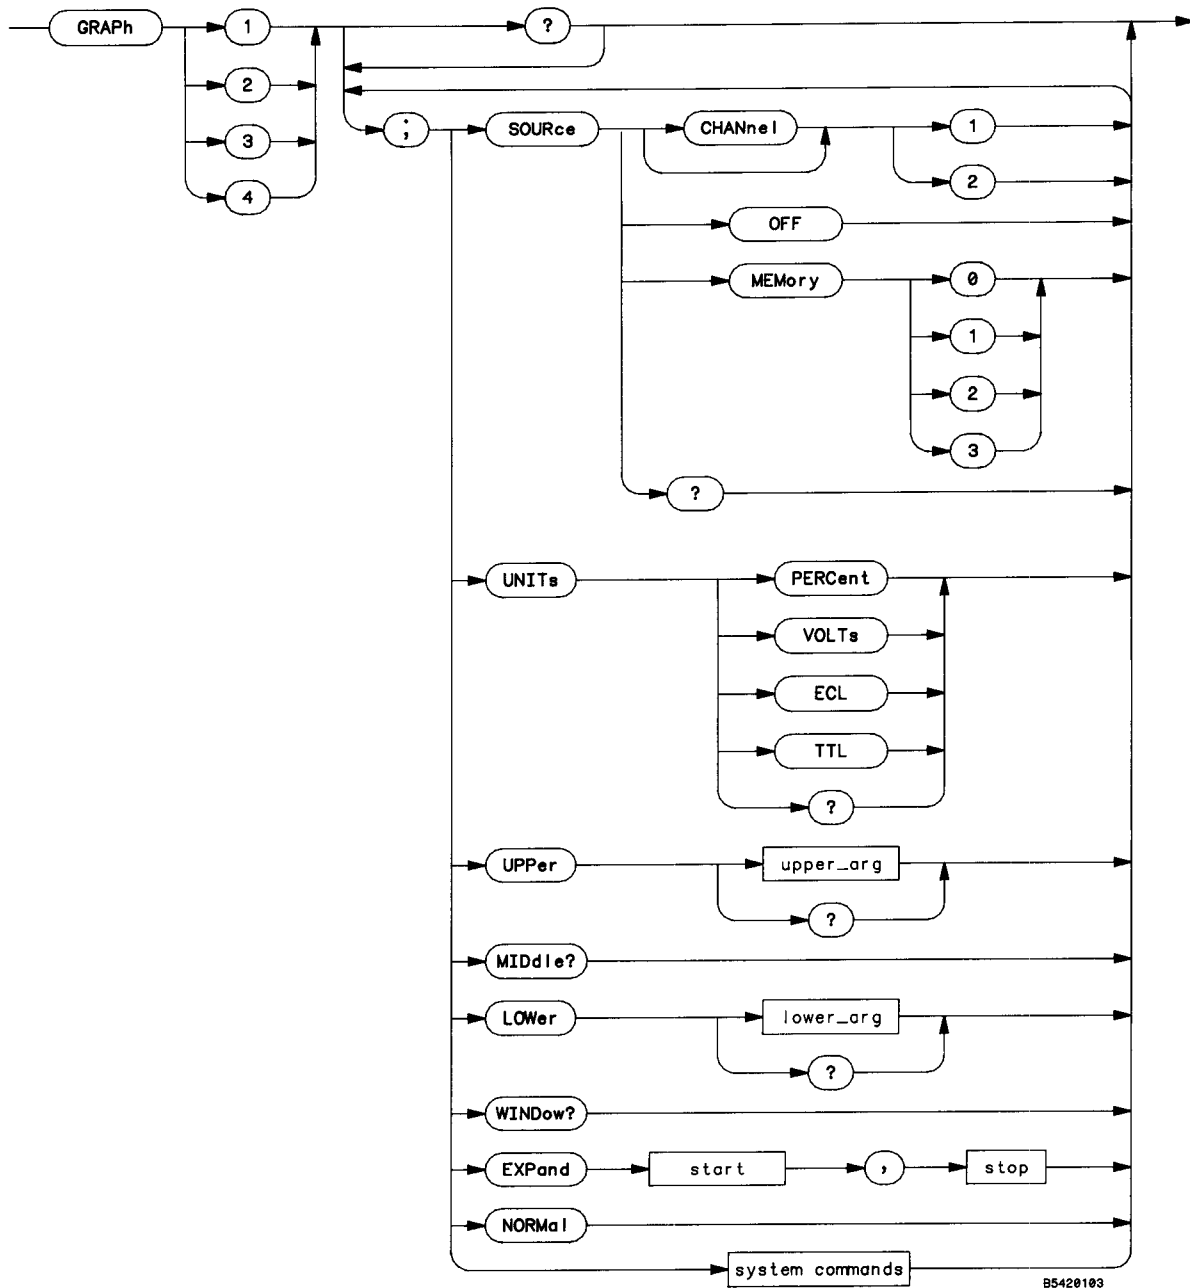 GRAPh 1 ?
2
3
4
; SOURce CHANnel 1
2
OFF
MEMory 0
1
2
3
?
UNITs PERCent
VOLTs
ECL
TTL
?
UPPer upper_arg
?
MIDdle?
LOWer lower_arg
?
WINDow?
EXPand start , stop
NORMal
system commands
B5420103